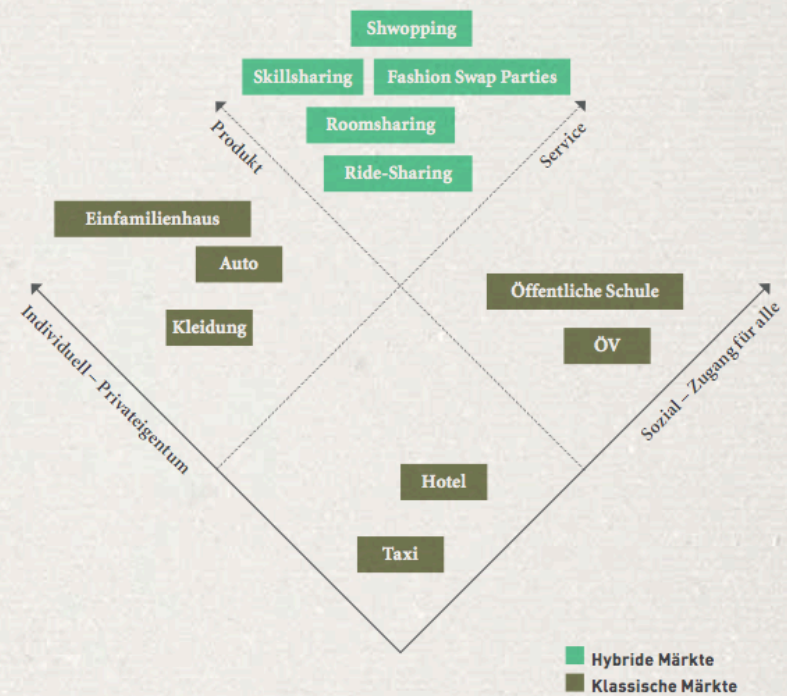 Shwopping
Skillsharing
Fashion Swap Parties
Roomsharing
Ride-Sharing
Produkt
Service
Einfamilienhaus
Auto
Kleidung
Öffentliche Schule
ÖV
Individuell – Privateigentum
Sozial – Zugang für alle
Hotel
Taxi
Hybride Märkte
Klassische Märkte